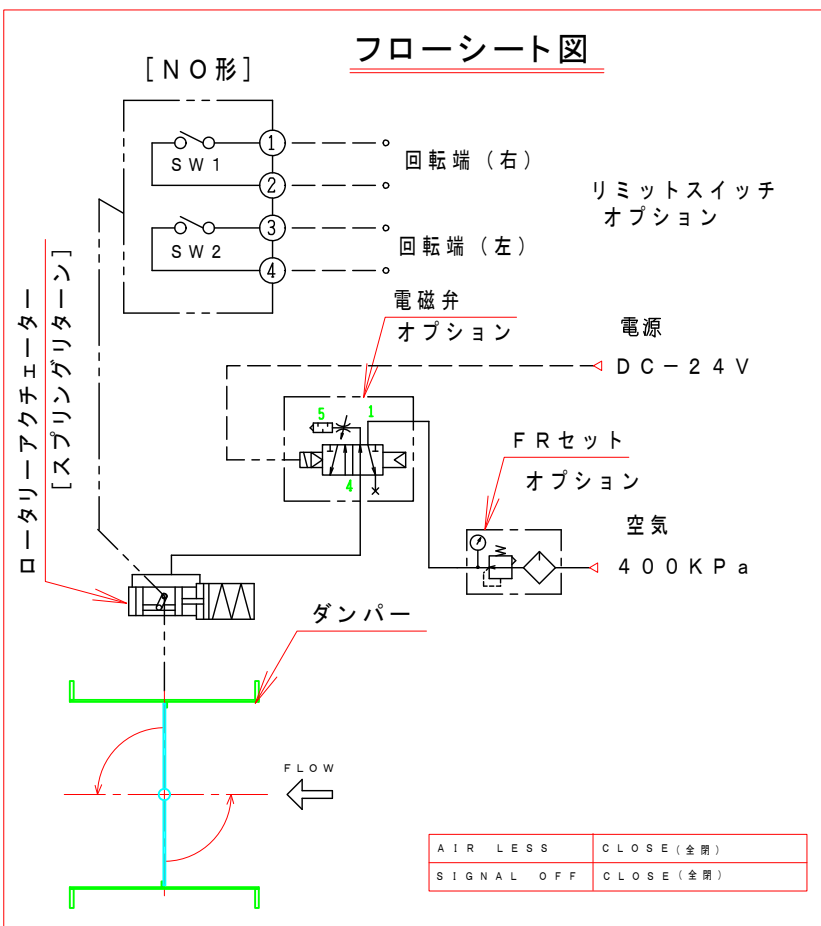 フローシート図
[NO形]
1
SW1
2
回転端(右)
3
SW2
4
回転端(左)
リミットスイッチ
オプション
ロータリーアクチェーター
[スプリングリターン]
電磁弁
オプション
電源
DC-24V
5
1
4
FRセット
オプション
空気
400KPa
ダンパー
FLOW
AIR LESS CLOSE(全閉)
SIGNAL OFF CLOSE(全閉)